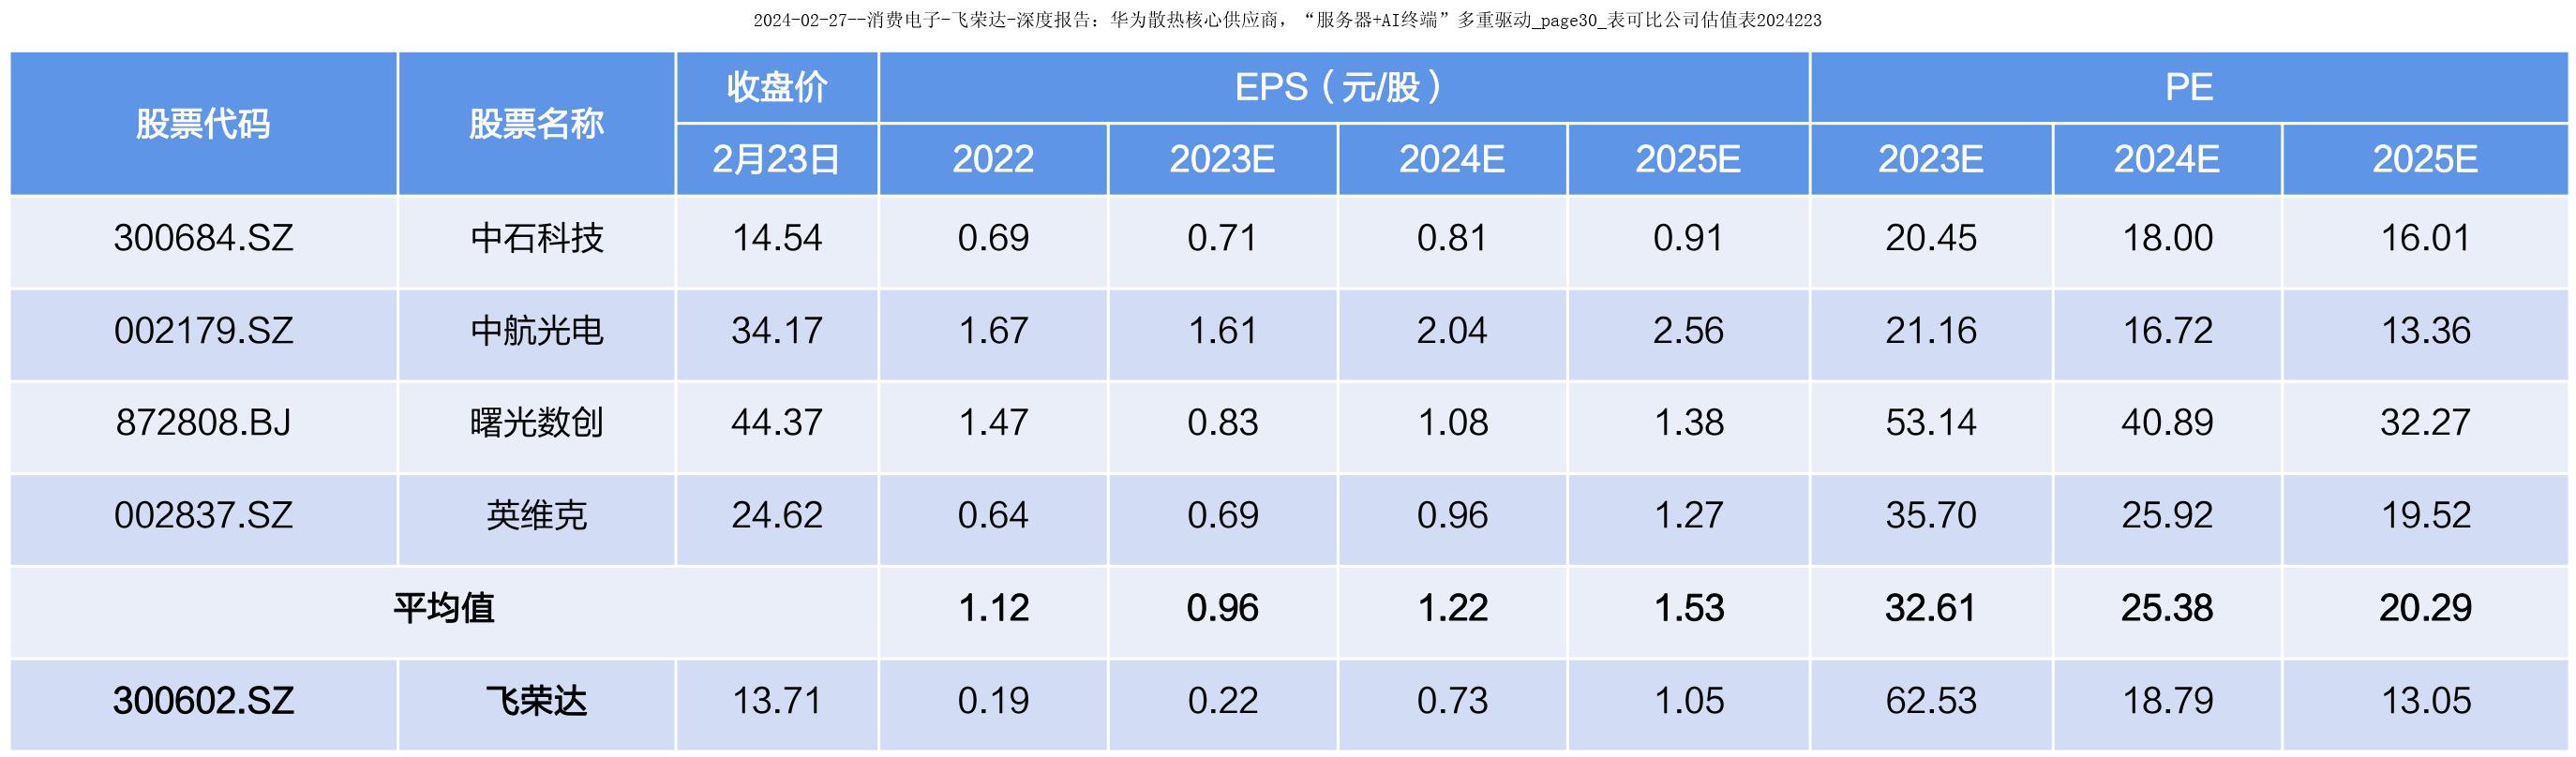 2024-02-27--消费电子-飞荣达-深度报告：华为散热核心供应商，“服务器+AI终端”多重驱动_page30_表可比公司估值表2024223
股票代码 股票名称 收盘价 EPS（元/股） PE
2月23日 2022 2023E 2024E 2025E 2023E 2024E 2025E
300684.SZ 中石科技 14.54 0.69 0.71 0.81 0.91 20.45 18.00 16.01
002179.SZ 中航光电 34.17 1.67 1.61 2.04 2.56 21.16 16.72 13.36
872808.BJ 曙光数创 44.37 1.47 0.83 1.08 1.38 53.14 40.89 32.27
002837.SZ 英维克 24.62 0.64 0.69 0.96 1.27 35.70 25.92 19.52
平均值 1.12 0.96 1.22 1.53 32.61 25.38 20.29
300602.SZ 飞荣达 13.71 0.19 0.22 0.73 1.05 62.53 18.79 13.05